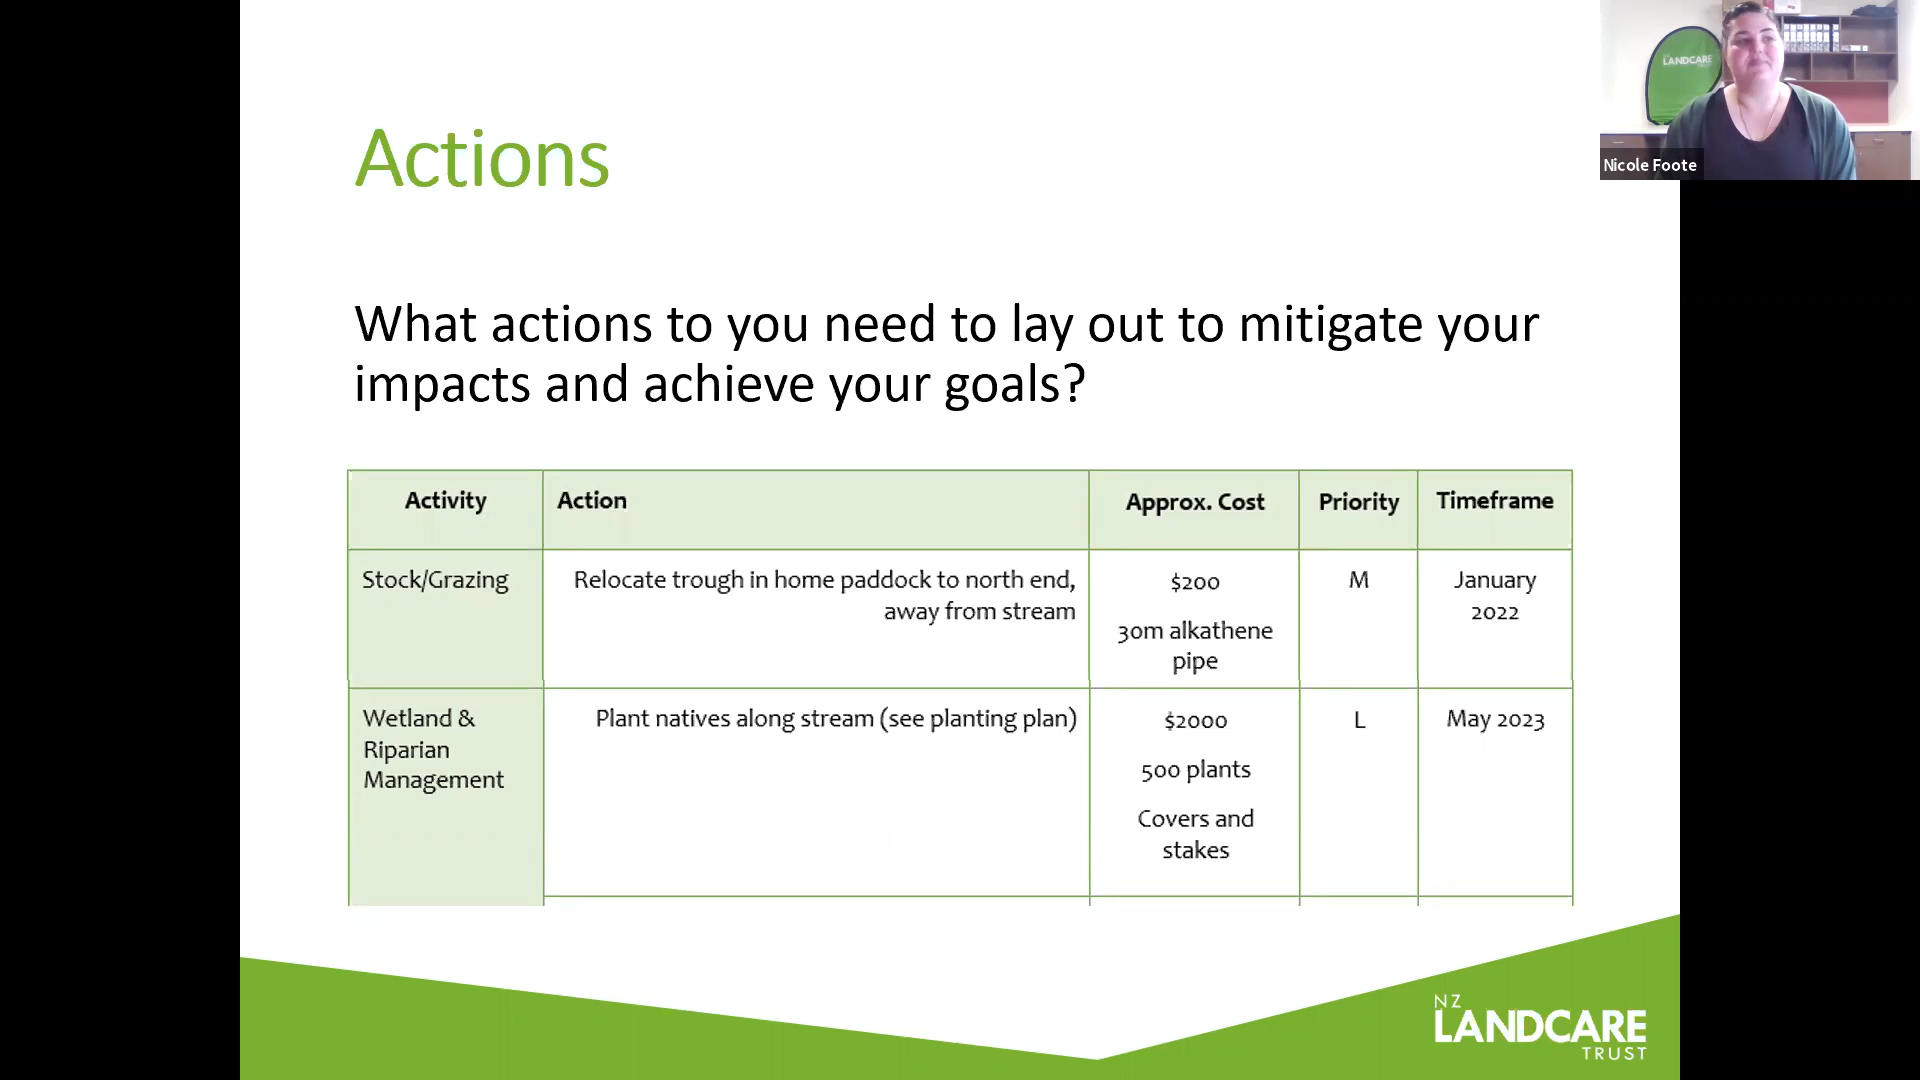 Actions
What actions to you need to lay out to mitigate your
impacts and achieve your goals?
Activity
Action
Approx. Cost
Priority
Timeframe
Stock/Grazing
Relocate trough in home paddock to north end,
away from stream
$200
30m alkathene
pipe
M
January
2022
Wetland &
Riparian
Management
Plant natives along stream (see planting plan)
$2000
500 plants
Covers and
stakes
L
May 2023
LANDCARE
Nicole Foote
NZ
LANDCARE
TRUST